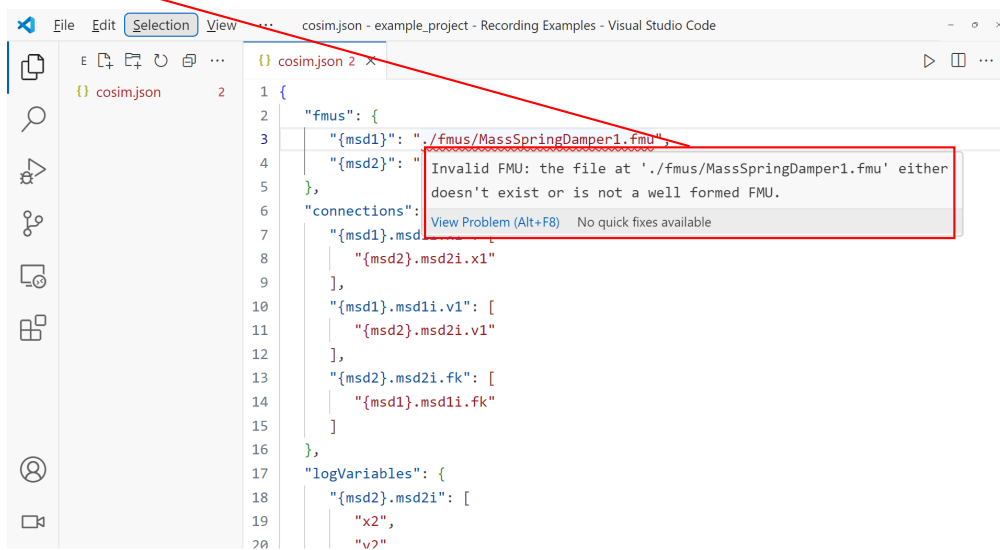 File Edit Selection View ··· cosim.json - example_project - Recording Examples - Visual Studio Code
E ···
{} cosim.json 2
{} cosim.json 2 ×
1 {
2 "fmus": {
3 "{msd1}": "./fmus/MassSpringDamper1.fmu",
4 "{msd2}": "
Invalid FMU: the file at './fmus/MassSpringDamper1.fmu' either
doesn't exist or is not a well formed FMU.
View Problem (Alt+F8) No quick fixes available
5 },
6 "connections":
7 "{msd1}.msd1i.x1": [
8 "{msd2}.msd2i.x1"
9 ],
10 "{msd1}.msd1i.v1": [
11 "{msd2}.msd2i.v1"
12 ],
13 "{msd2}.msd2i.fk": [
14 "{msd1}.msd1i.fk"
15 ]
16 },
17 "logVariables": {
18 "{msd2}.msd2i": [
19 "x2",
20 "v2"